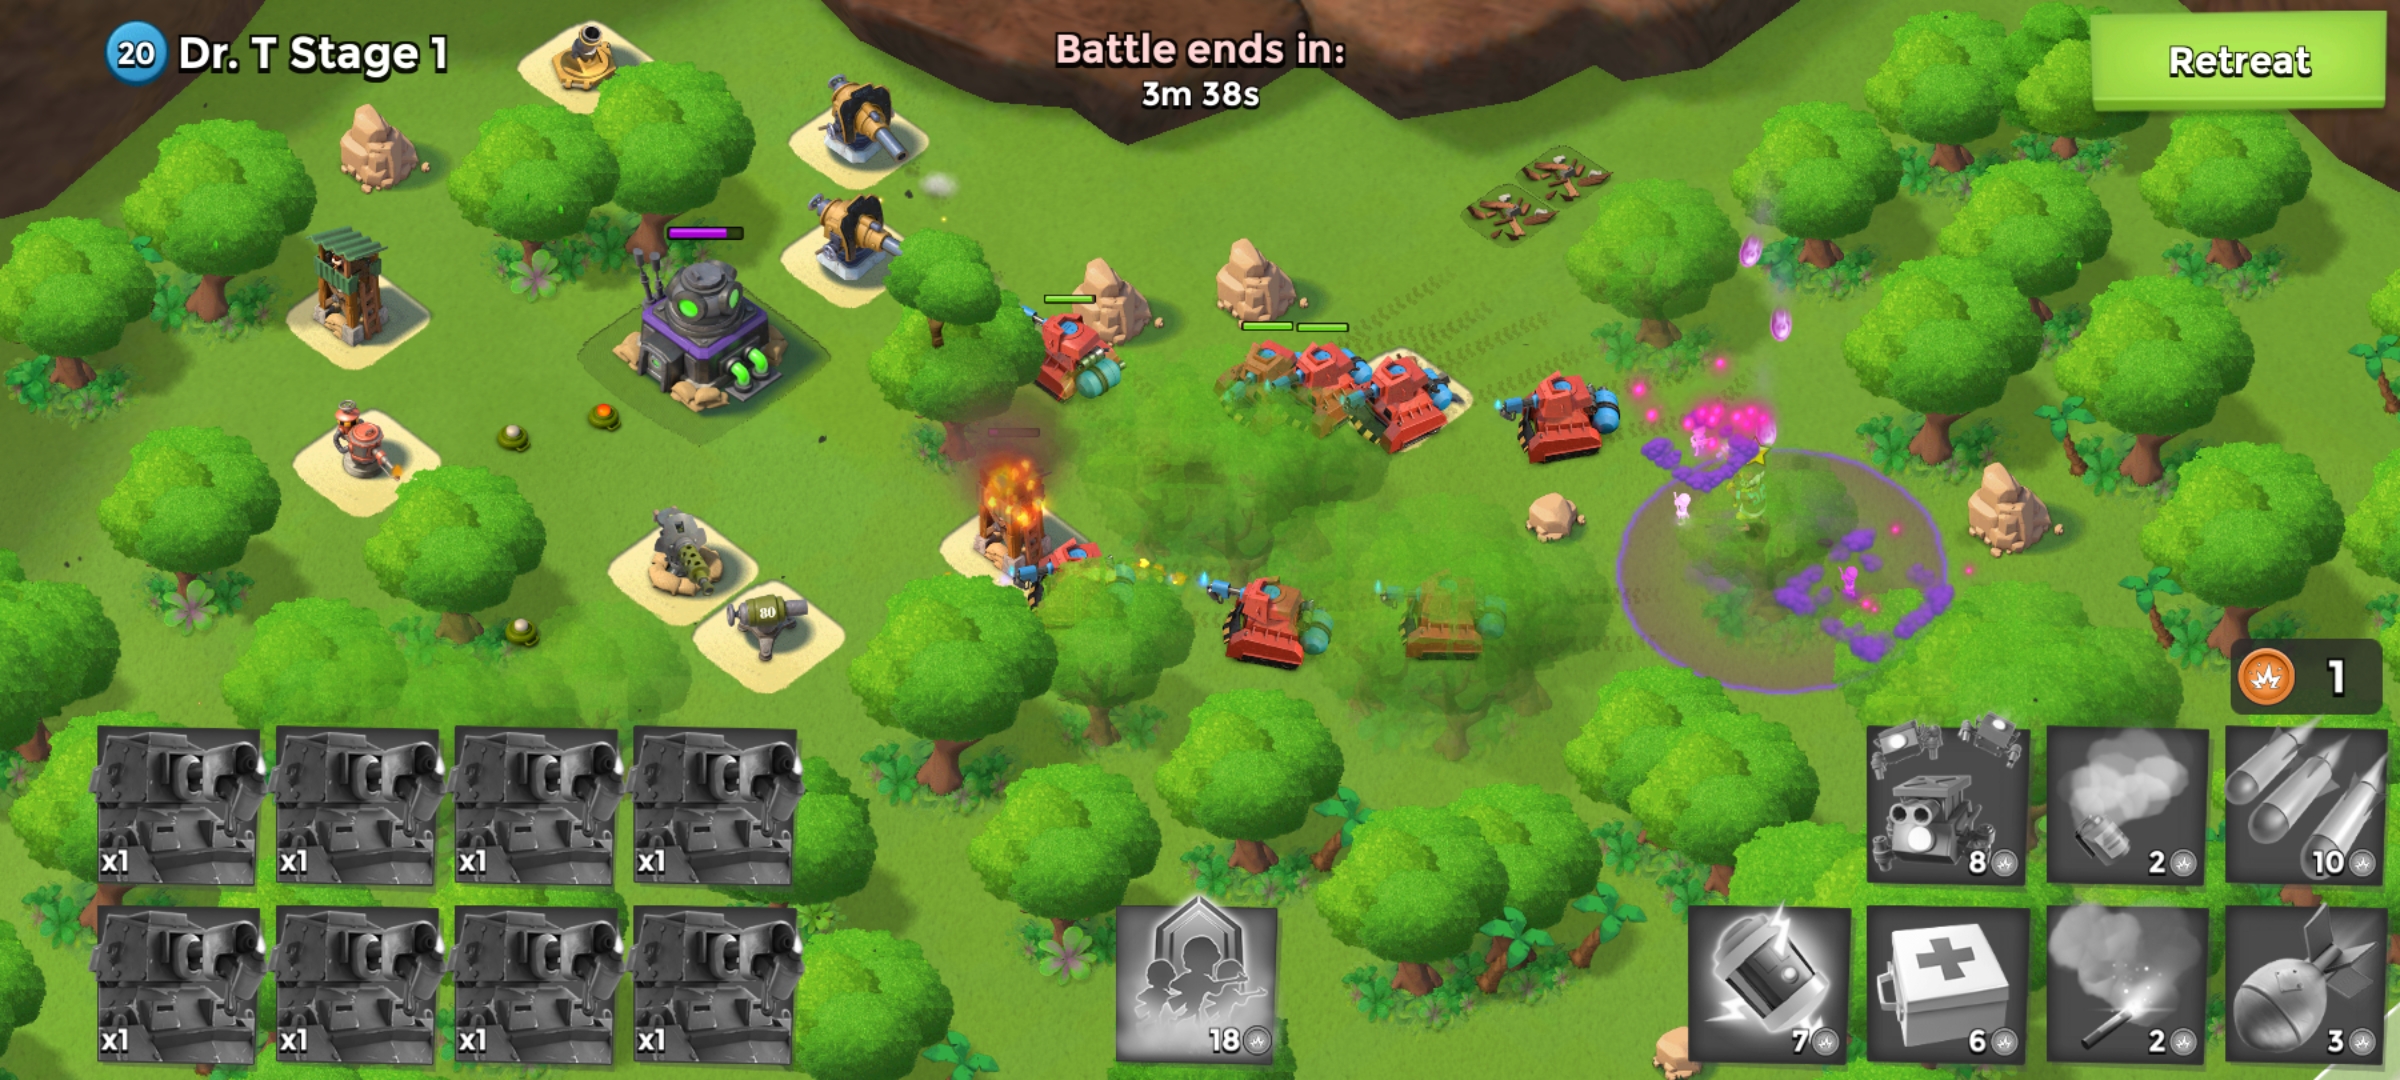 20 Dr. T Stage 1
Battle ends in:
3m 38s
Retreat
80
1
x1 x1 x1 x1
8 2 10
x1 x1 x1 x1
18
7 6 2 3